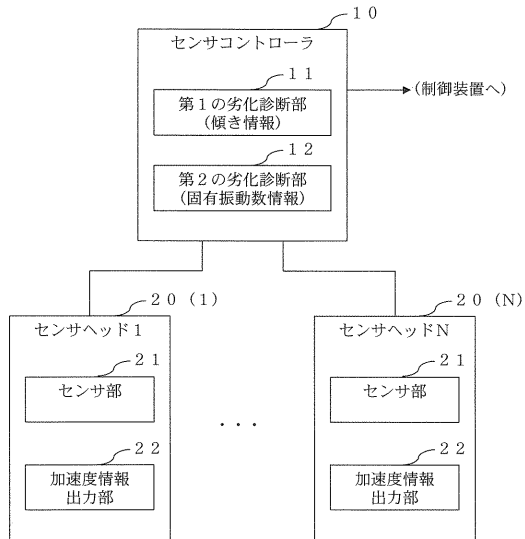 １０
センサコントローラ
１１
第１の劣化診断部
(傾き情報)
(制御装置へ)
１２
第２の劣化診断部
(固有振動数情報)
２０（１）
センサヘッド１
２１
センサ部
２２
加速度情報
出力部
・・・
２０（Ｎ）
センサヘッドＮ
２１
センサ部
２２
加速度情報
出力部